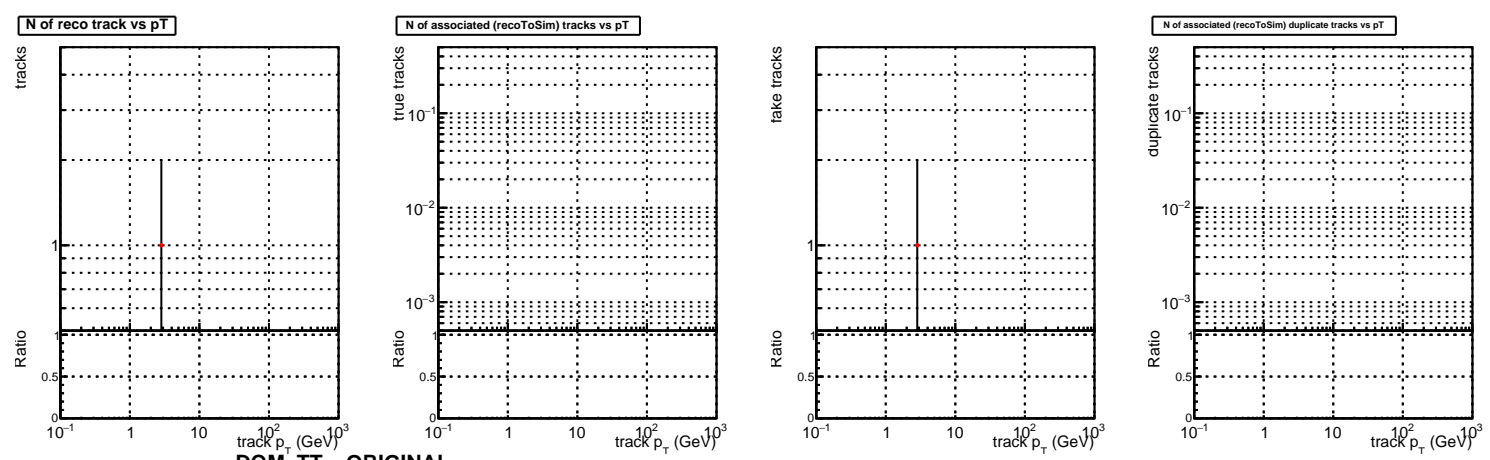 N of reco track vs pT
N of associated (recoToSim) tracks vs pT
N of associated (recoToSim) duplicate tracks vs pT
tracks
1
Ratio
1
0.5
0
10⁻¹ 1 10 10² 10³
track p_T (GeV)
true tracks
10⁻¹
10⁻²
10⁻³
Ratio
1
0.5
0
10⁻¹ 1 10 10² 10³
track p_T (GeV)
fake tracks
1
Ratio
1
0.5
0
10⁻¹ 1 10 10² 10³
track p_T (GeV)
duplicate tracks
10⁻¹
10⁻²
10⁻³
Ratio
1
0.5
0
10⁻¹ 1 10 10² 10³
track p_T (GeV)
ORIGINAL